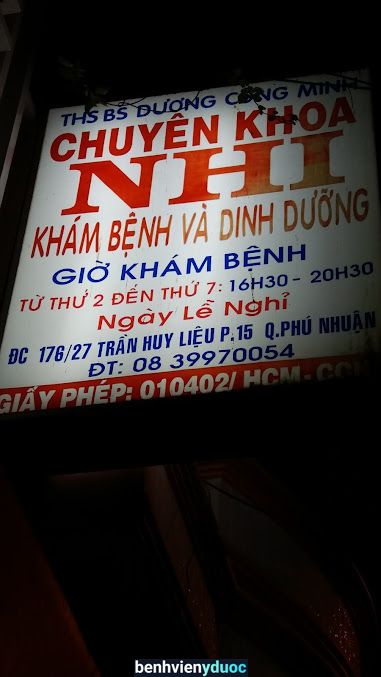 THS BS DƯƠNG CÔNG MINH
CHUYÊN KHOA
NHI
KHÁM BỆNH VÀ DINH DƯỠNG
GIỜ KHÁM BỆNH
TỪ THỨ 2 ĐẾN THỨ 7: 16H30 - 20H30
Ngày Lễ Nghỉ
ĐC 176/27 TRẦN HUY LIỆU P.15 Q.PHÚ NHUẬN
ĐT: 08 39970054
GIẤY PHÉP: 010402/ HCM - CCH
benhvienyduoc